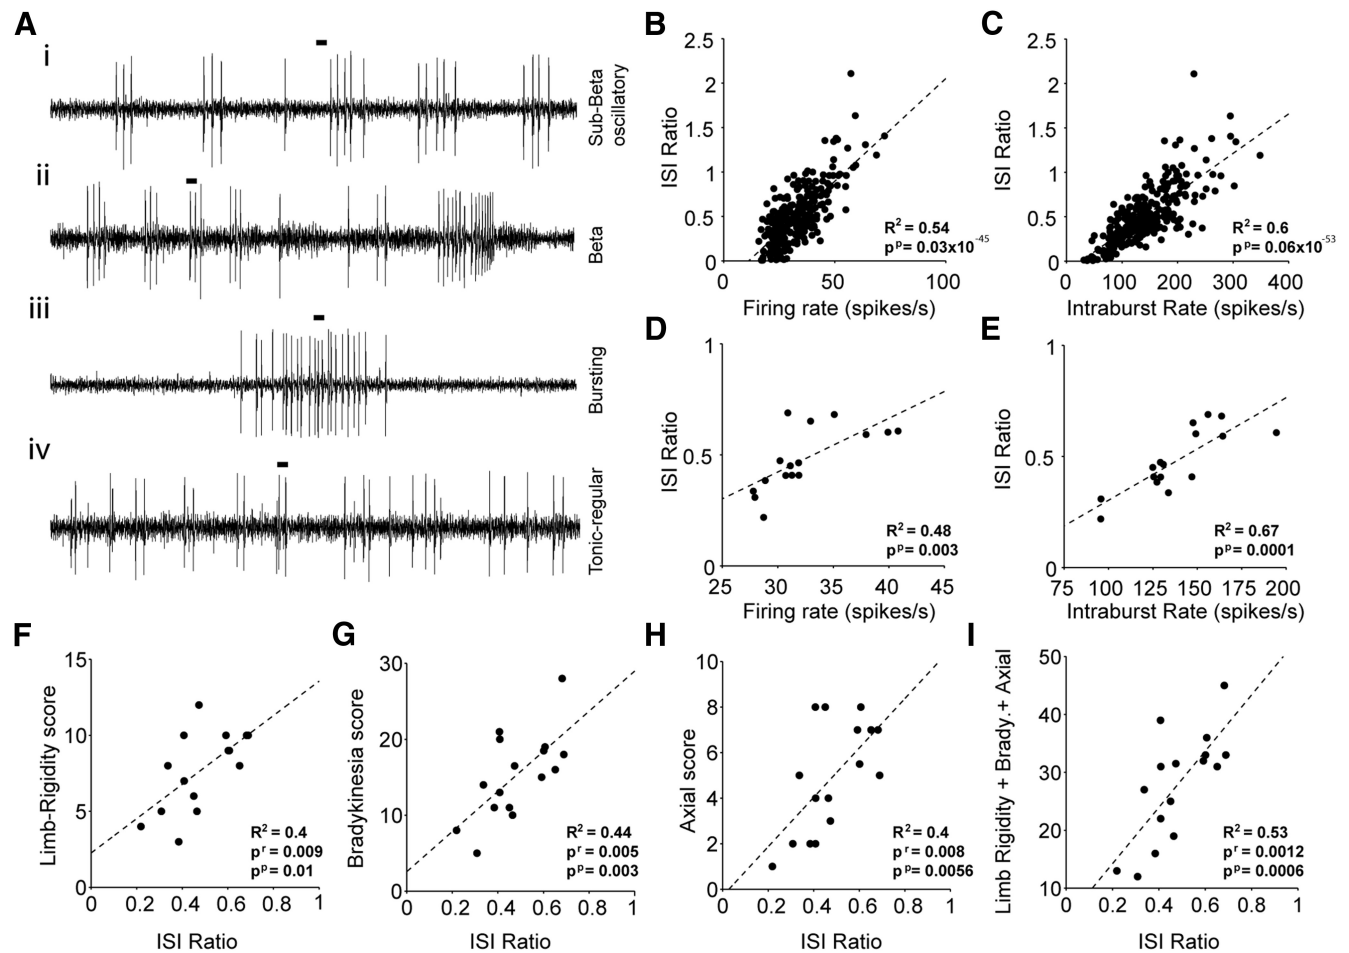 A
i
Sub-Beta
oscillatory
ii
Beta
iii
Bursting
iv
Tonic-regular
B
ISI Ratio
2.5
2
1.5
1
0.5
0
R² = 0.54
pᵖ= 0.03x10⁻⁴⁵
0 50 100
Firing rate (spikes/s)
C
ISI Ratio
2.5
2
1.5
1
0.5
0
R² = 0.6
pᵖ= 0.06x10⁻⁵³
0 100 200 300 400
Intraburst Rate (spikes/s)
D
ISI Ratio
1
0.5
0
R² = 0.48
pᵖ= 0.003
25 30 35 40 45
Firing rate (spikes/s)
E
ISI Ratio
1
0.5
0
R² = 0.67
pᵖ= 0.0001
75 100 125 150 175 200
Intraburst Rate (spikes/s)
F
Limb-Rigidity score
15
10
5
0
R² = 0.4
pʳ = 0.009
pᵖ = 0.01
0 0.2 0.4 0.6 0.8 1
ISI Ratio
G
Bradykinesia score
30
20
10
0
R² = 0.44
pʳ = 0.005
pᵖ = 0.003
0 0.2 0.4 0.6 0.8 1
ISI Ratio
H
Axial score
10
8
6
4
2
0
R² = 0.4
pʳ = 0.008
pᵖ = 0.0056
0 0.2 0.4 0.6 0.8 1
ISI Ratio
I
Limb Rigidity + Brady.+ Axial
50
40
30
20
10
R² = 0.53
pʳ = 0.0012
pᵖ = 0.0006
0 0.2 0.4 0.6 0.8 1
ISI Ratio